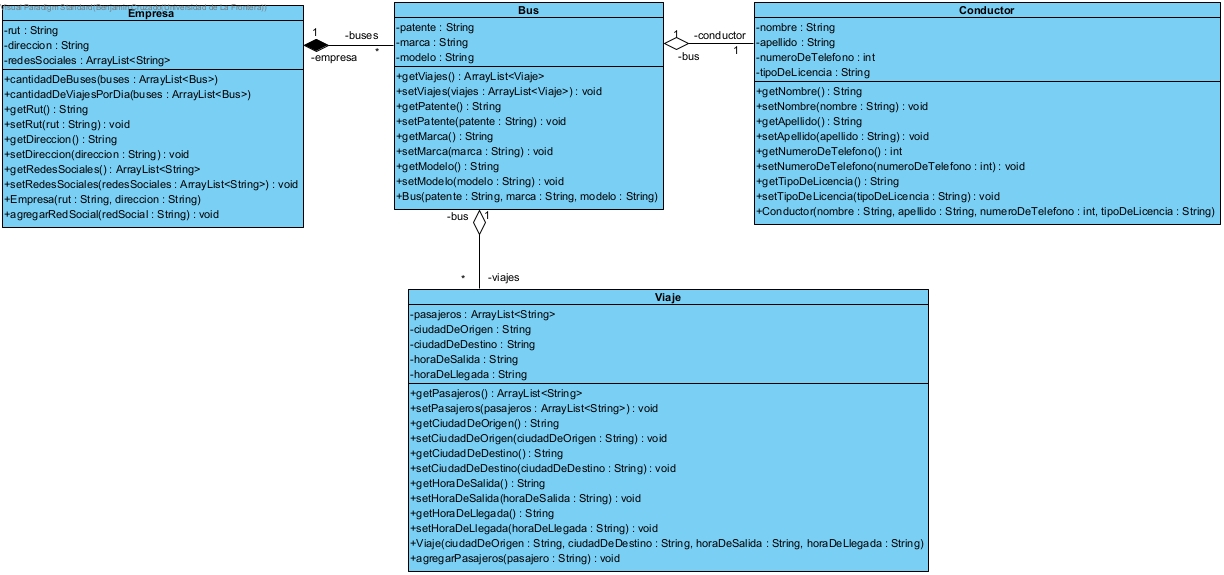 Visual Paradigm Standard(Benjamin Cruzado(Universidad de La Frontera))
Empresa
-rut : String
-direccion : String
-redesSociales : ArrayList<String>
+cantidadDeBuses(buses : ArrayList<Bus>)
+cantidadDeViajesPorDia(buses : ArrayList<Bus>)
+getRut() : String
+setRut(rut : String) : void
+getDireccion() : String
+setDireccion(direccion : String) : void
+getRedesSociales() : ArrayList<String>
+setRedesSociales(redesSociales : ArrayList<String>) : void
+Empresa(rut : String, direccion : String)
+agregarRedSocial(redSocial : String) : void
1
-buses
-empresa
*
Bus
-patente : String
-marca : String
-modelo : String
+getViajes() : ArrayList<Viaje>
+setViajes(viajes : ArrayList<Viaje>) : void
+getPatente() : String
+setPatente(patente : String) : void
+getMarca() : String
+setMarca(marca : String) : void
+getModelo() : String
+setModelo(modelo : String) : void
+Bus(patente : String, marca : String, modelo : String)
1
-conductor
-bus
1
Conductor
-nombre : String
-apellido : String
-numeroDeTelefono : int
-tipoDeLicencia : String
+getNombre() : String
+setNombre(nombre : String) : void
+getApellido() : String
+setApellido(apellido : String) : void
+getNumeroDeTelefono() : int
+setNumeroDeTelefono(numeroDeTelefono : int) : void
+getTipoDeLicencia() : String
+setTipoDeLicencia(tipoDeLicencia : String) : void
+Conductor(nombre : String, apellido : String, numeroDeTelefono : int, tipoDeLicencia : String)
-bus
1
*
-viajes
Viaje
-pasajeros : ArrayList<String>
-ciudadDeOrigen : String
-ciudadDeDestino : String
-horaDeSalida : String
-horaDeLlegada : String
+getPasajeros() : ArrayList<String>
+setPasajeros(pasajeros : ArrayList<String>) : void
+getCiudadDeOrigen() : String
+setCiudadDeOrigen(ciudadDeOrigen : String) : void
+getCiudadDeDestino() : String
+setCiudadDeDestino(ciudadDeDestino : String) : void
+getHoraDeSalida() : String
+setHoraDeSalida(horaDeSalida : String) : void
+getHoraDeLlegada() : String
+setHoraDeLlegada(horaDeLlegada : String) : void
+Viaje(ciudadDeOrigen : String, ciudadDeDestino : String, horaDeSalida : String, horaDeLlegada : String)
+agregarPasajeros(pasajero : String) : void